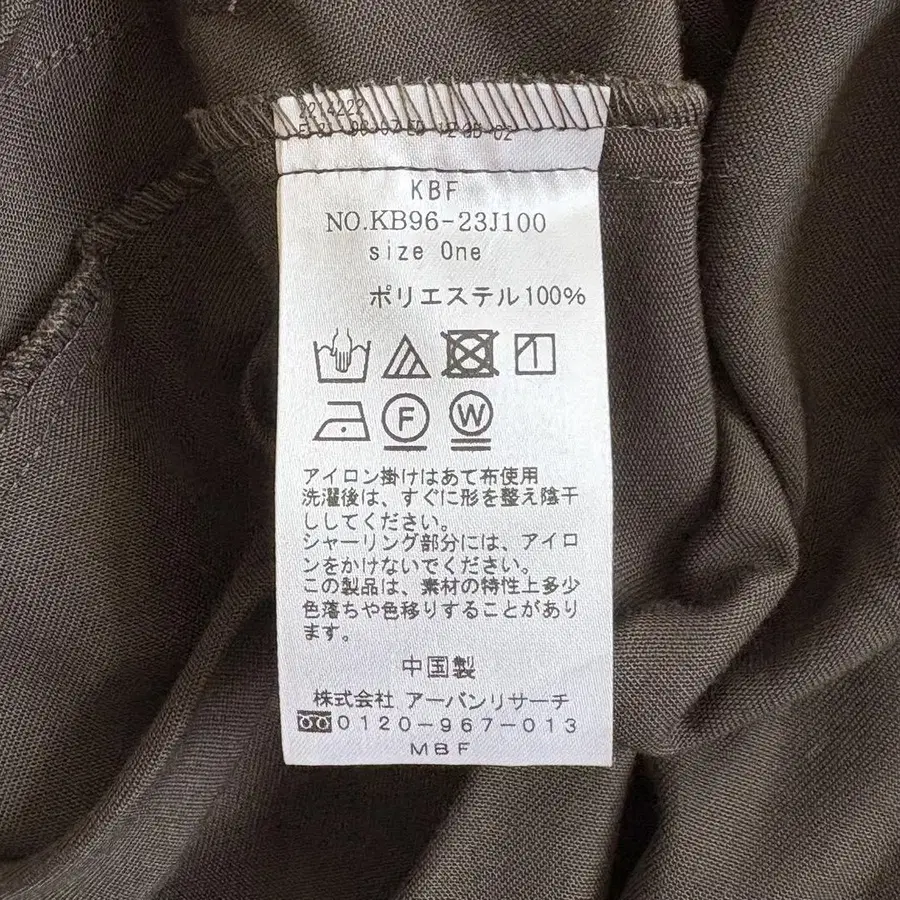 2214222
KBF
NO.KB96-23J100
size One
ポリエステル100%
F W
アイロン掛けはあて布使用
洗濯後は、すぐに形を整え陰干
ししてください。
シャーリング部分には、アイロ
ンをかけないでください。
この製品は、素材の特性上多少
色落ちや色移りすることがあり
ます。
中国製
株式会社 アーバンリサーチ
0120-967-013
MBF